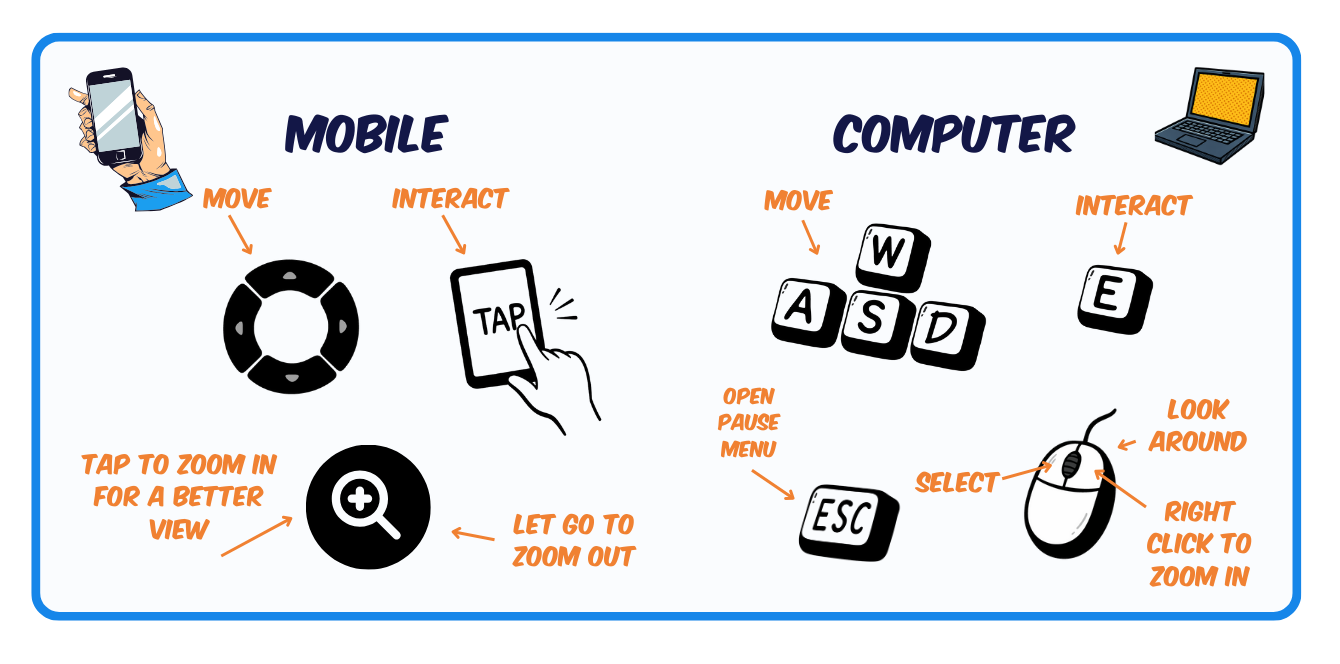 MOBILE
MOVE
INTERACT
TAP
TAP TO ZOOM IN
FOR A BETTER
VIEW
LET GO TO
ZOOM OUT
COMPUTER
MOVE
W
A
S
D
INTERACT
E
OPEN
PAUSE
MENU
ESC
SELECT
LOOK
AROUND
RIGHT
CLICK TO
ZOOM IN